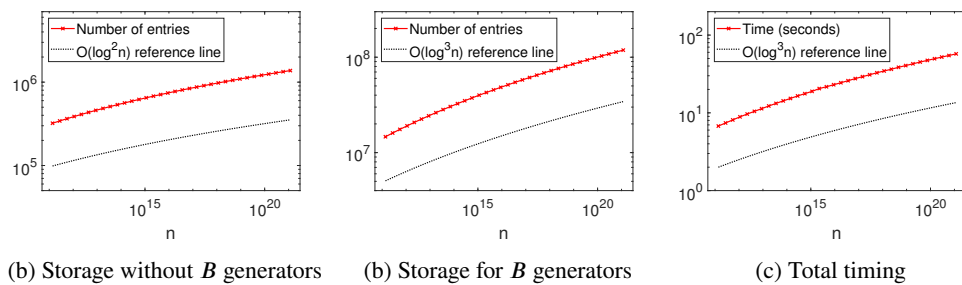 Number of entries
O(log²n) reference line
10⁶
10⁵
10¹⁵
10²⁰
n
(b) Storage without B generators
Number of entries
O(log³n) reference line
10⁸
10⁷
10¹⁵
10²⁰
n
(b) Storage for B generators
Time (seconds)
O(log³n) reference line
10²
10¹
10⁰
10¹⁵
10²⁰
n
(c) Total timing